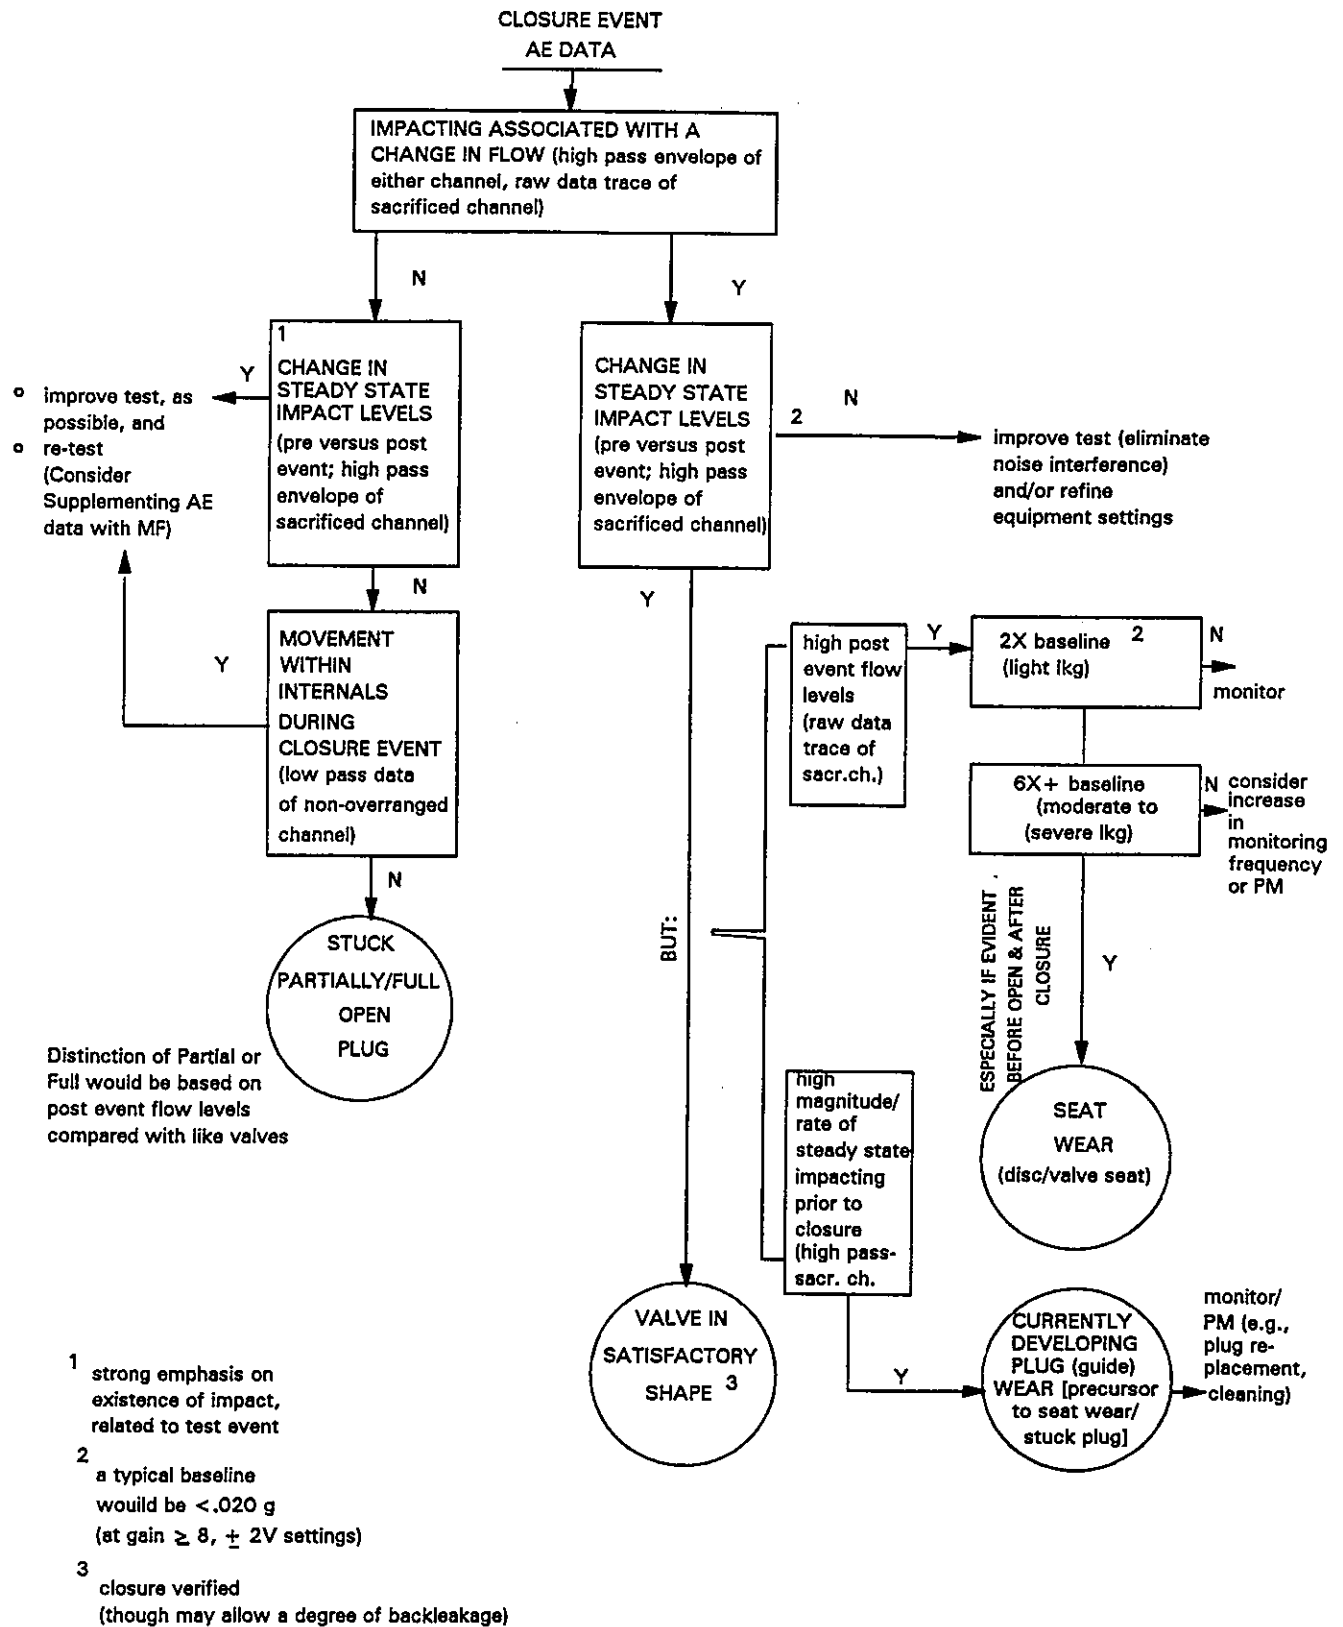 CLOSURE EVENT
AE DATA
IMPACTING ASSOCIATED WITH A
CHANGE IN FLOW (high pass envelope of
either channel, raw data trace of
sacrificed channel)
N
Y
1
CHANGE IN
STEADY STATE
IMPACT LEVELS
(pre versus post
event; high pass
envelope of
sacrificed channel)
Y
o improve test, as
possible, and
o re-test
(Consider
Supplementing AE
data with MF)
CHANGE IN
STEADY STATE
IMPACT LEVELS
(pre versus post
event; high pass
envelope of
sacrificed channel)
2
N
improve test (eliminate
noise interference)
and/or refine
equipment settings
N
Y
MOVEMENT
WITHIN
INTERNALS
DURING
CLOSURE EVENT
(low pass data
of non-overranged
channel)
Y
N
STUCK
PARTIALLY/FULL
OPEN
PLUG
Distinction of Partial or
Full would be based on
post event flow levels
compared with like valves
BUT:
high post
event flow
levels
(raw data
trace of
sacr.ch.)
Y
2X baseline 2
(light lkg)
N
monitor
6X+ baseline
(moderate to
(severe lkg)
N
consider
increase
in
monitoring
frequency
or PM
ESPECIALLY IF EVIDENT
BEFORE OPEN & AFTER
CLOSURE
Y
SEAT
WEAR
(disc/valve seat)
high
magnitude/
rate of
steady state
impacting
prior to
closure
(high pass-
sacr. ch.
Y
CURRENTLY
DEVELOPING
PLUG (guide)
WEAR [precursor
to seat wear/
stuck plug]
monitor/
PM (e.g.,
plug re-
placement,
cleaning)
VALVE IN
SATISFACTORY
SHAPE 3
1 strong emphasis on
existence of impact,
related to test event
2 a typical baseline
wouild be <.020 g
(at gain ≥ 8, ± 2V settings)
3 closure verified
(though may allow a degree of backleakage)